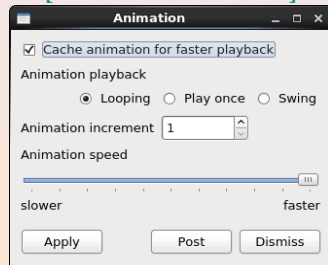 Animation
Cache animation for faster playback
Animation playback
Looping Play once Swing
Animation increment 1
Animation speed
slower faster
Apply Post Dismiss